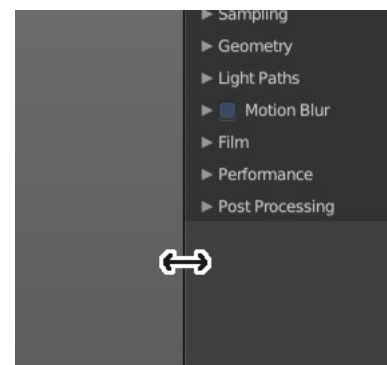 Sampling
Geometry
Light Paths
Motion Blur
Film
Performance
Post Processing